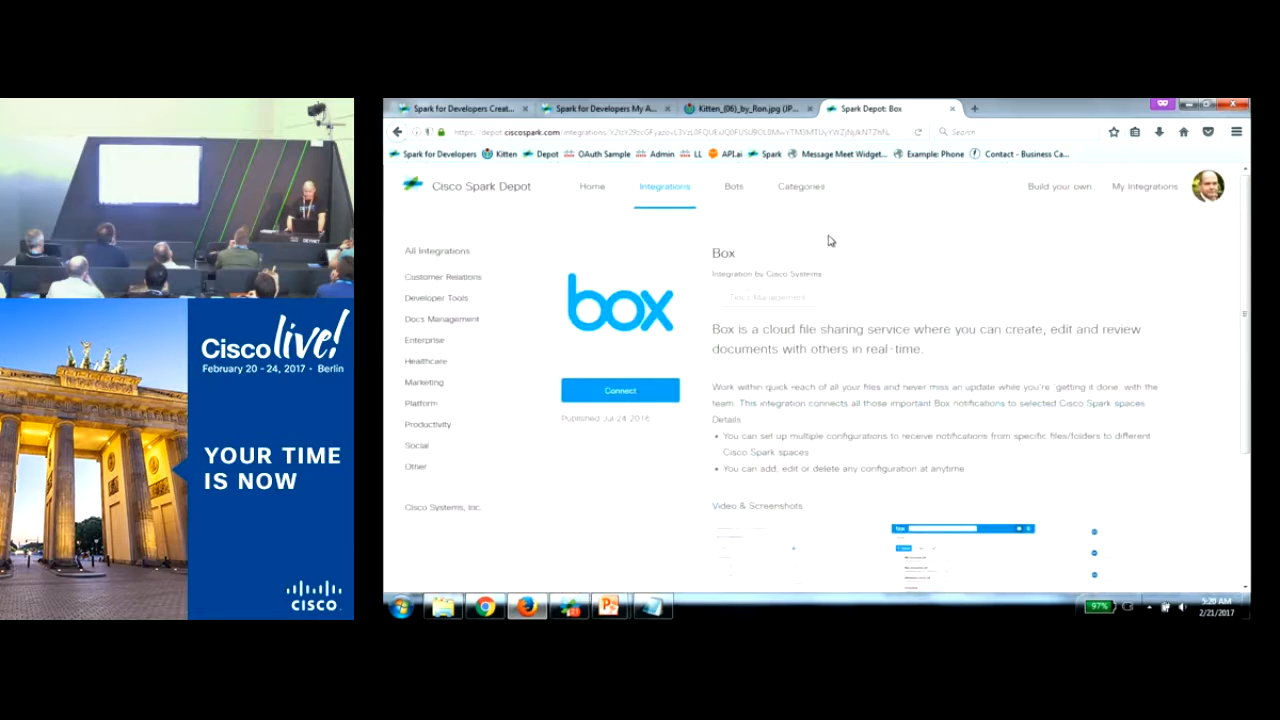 DEVNET
Cisco live!
February 20 - 24, 2017 • Berlin
YOUR TIME
IS NOW
CISCO
Spark for Developers Creat...
Spark for Developers My A...
Kitten_(06)_by_Ron.jpg (JP...
Spark Depot: Box
Search
Spark for Developers
Kitten
Depot
OAuth Sample
Admin
LL
API.ai
Spark
Message Meet Widget...
Example: Phone
Contact - Business Ca...
Cisco Spark Depot
Home
Integrations
Bots
Categories
Build your own
My Integrations
All Integrations
Customer Relations
Developer Tools
Docs Management
Enterprise
Healthcare
Marketing
Platform
Productivity
Social
Other
Cisco Systems, Inc.
box
Connect
Published Jul 24 2016
Box
Integration by Cisco Systems
Docs Management
Box is a cloud file sharing service where you can create, edit and review
documents with others in real-time.
Work within quick reach of all your files and never miss an update while you're 'getting it done' with the
team. This integration connects all those important Box notifications to selected Cisco Spark spaces
Details
• You can set up multiple configurations to receive notifications from specific files/folders to different
Cisco Spark spaces
• You can add, edit or delete any configuration at anytime
Video & Screenshots
box
97%
5:20 AM
2/21/2017